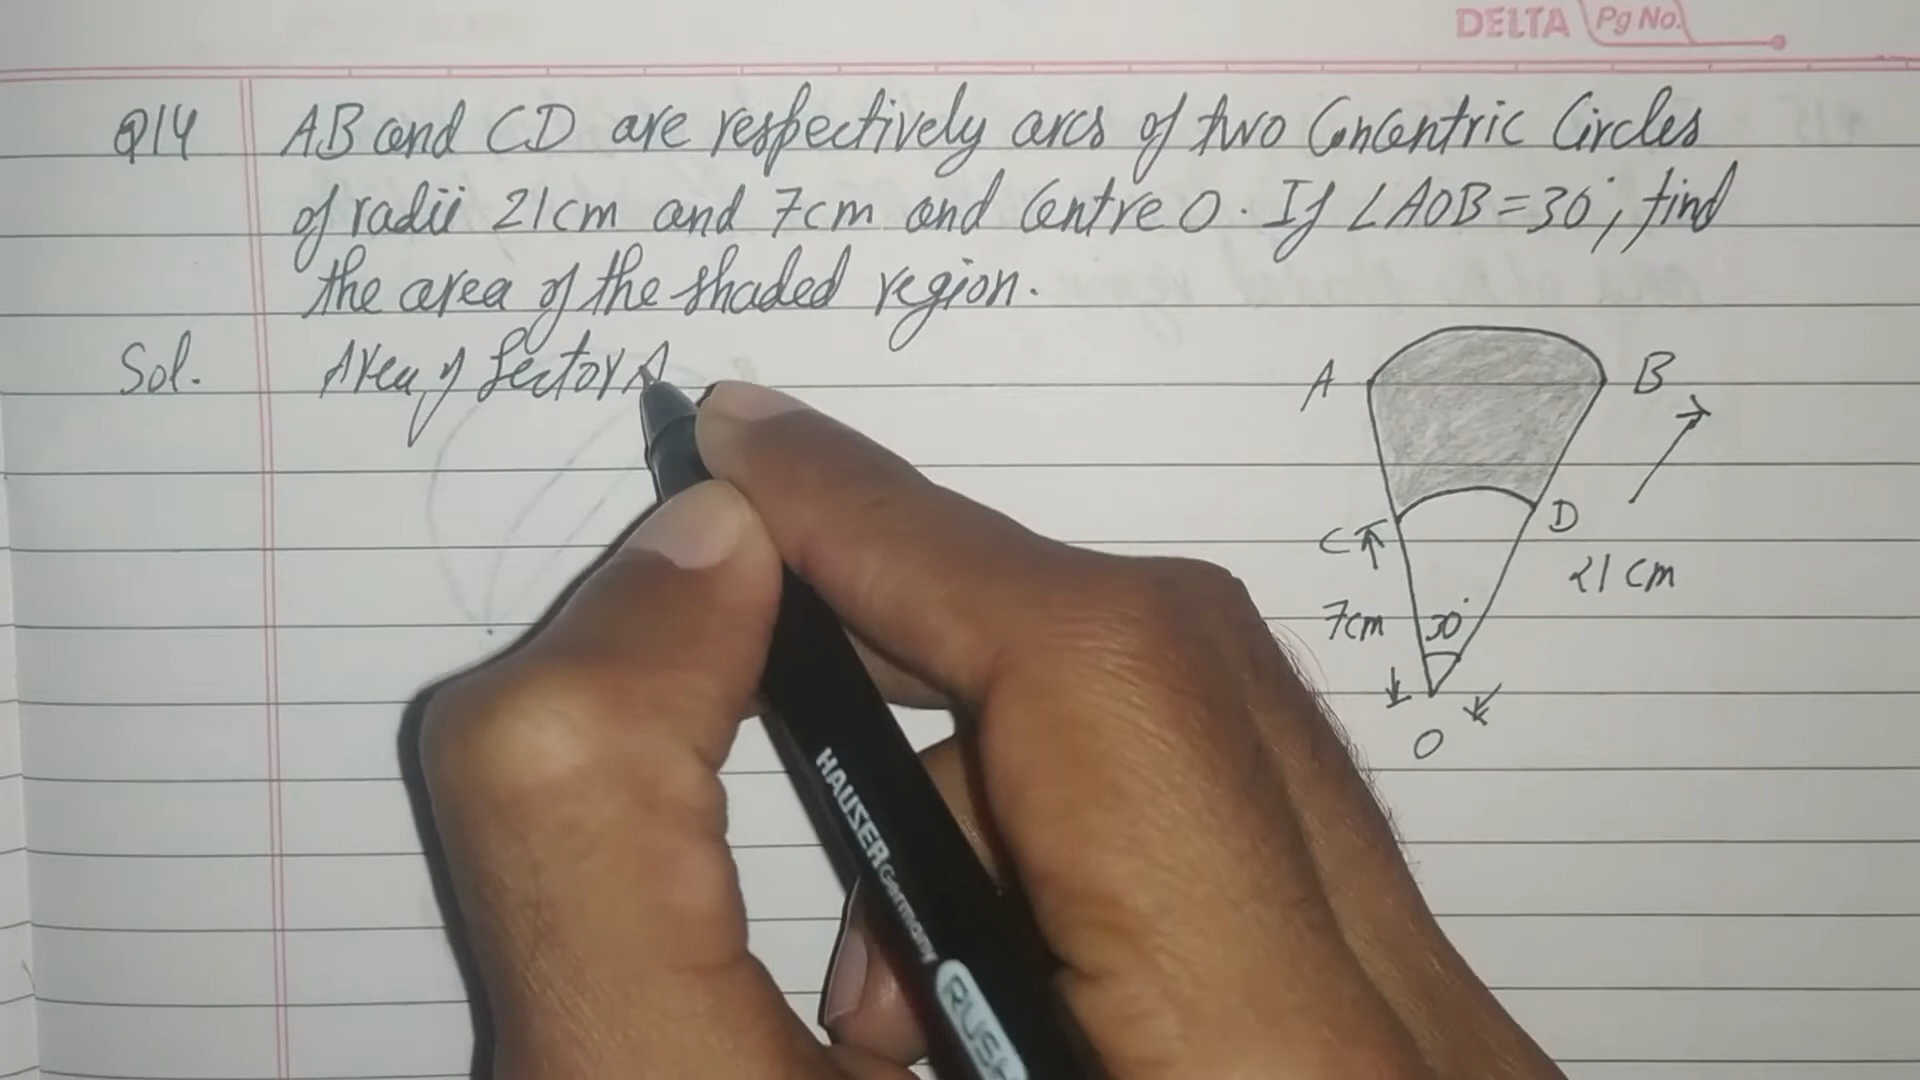 DELTA Pg No.
Q14 AB and CD are respectively arcs of two Concentric Circles
of radii 21cm and 7cm and Centre O. If ∠AOB=30°, find
the area of the shaded region.
Sol. Area of Sector A
A B
C D
21 cm
7cm 30°
O
HAUSER Germany
RUSH